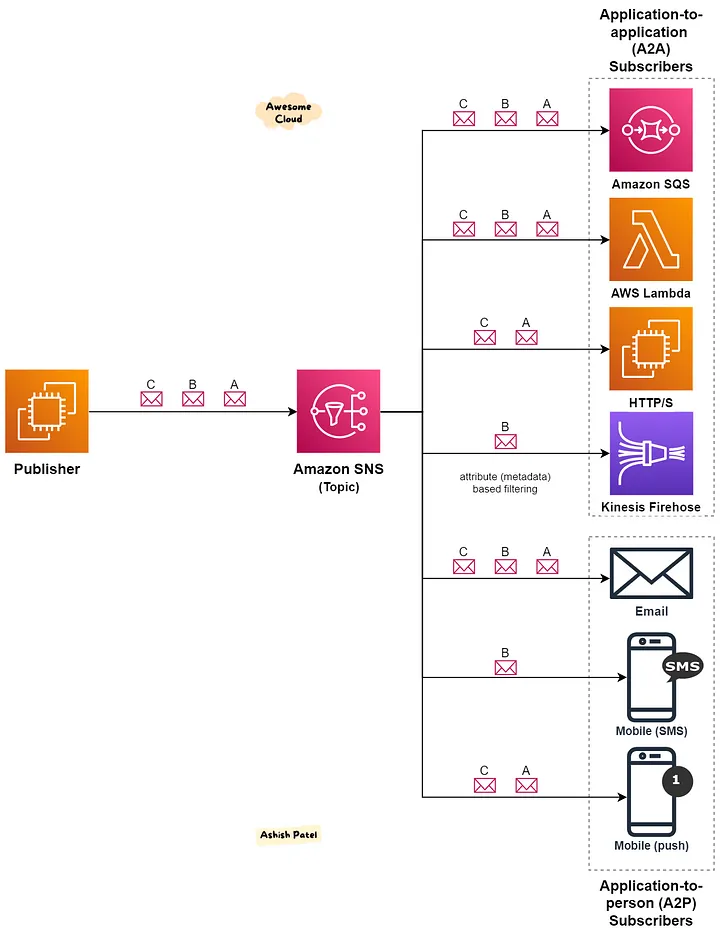 Application-to-
application
(A2A)
Subscribers
Awesome
Cloud
C B A
Amazon SQS
C B A
AWS Lambda
C A
HTTP/S
C B A
Publisher
Amazon SNS
(Topic)
B
attribute (metadata)
based filtering
Kinesis Firehose
C B A
Email
B
SMS
Mobile (SMS)
C A
1
Mobile (push)
Ashish Patel
Application-to-
person (A2P)
Subscribers